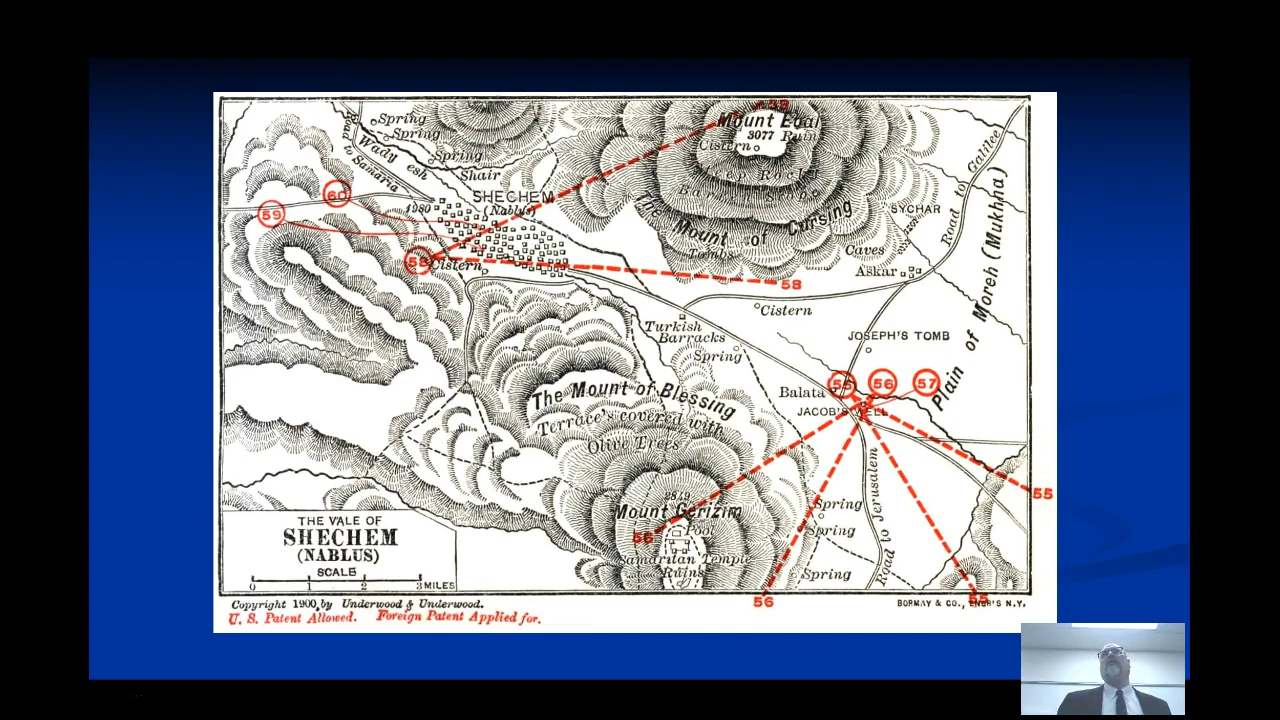 38
Mount Ebal
3077 Ruin
Cistern
Steep Rocky
The Mount of Cursing
Tombs
Spring
Spring
Spring
Road to Samaria
Wady esh
Shair
60
59
1980
SHECHEM
(Nablus)
58
Cistern
58
SYCHAR
Caves
Askar
Road to Galilee
Plain of Moreh (Mukhna)
Cistern
Turkish
Barracks
Spring
JOSEPH'S TOMB
55
56
57
Balata
JACOB'S WELL
The Mount of Blessing
Terraces covered with
Olive Trees
Mount Gerizim
56
Pool
Samaritan Temple
Ruins
Spring
Spring
Spring
Road to Jerusalem
55
56
55
THE VALE OF
SHECHEM
(NABLUS)
SCALE
0 1 2 3 MILES
Copyright 1900, by Underwood & Underwood.
BORMAY & CO., ENGR'S N.Y.
U. S. Patent Allowed. Foreign Patent Applied for.